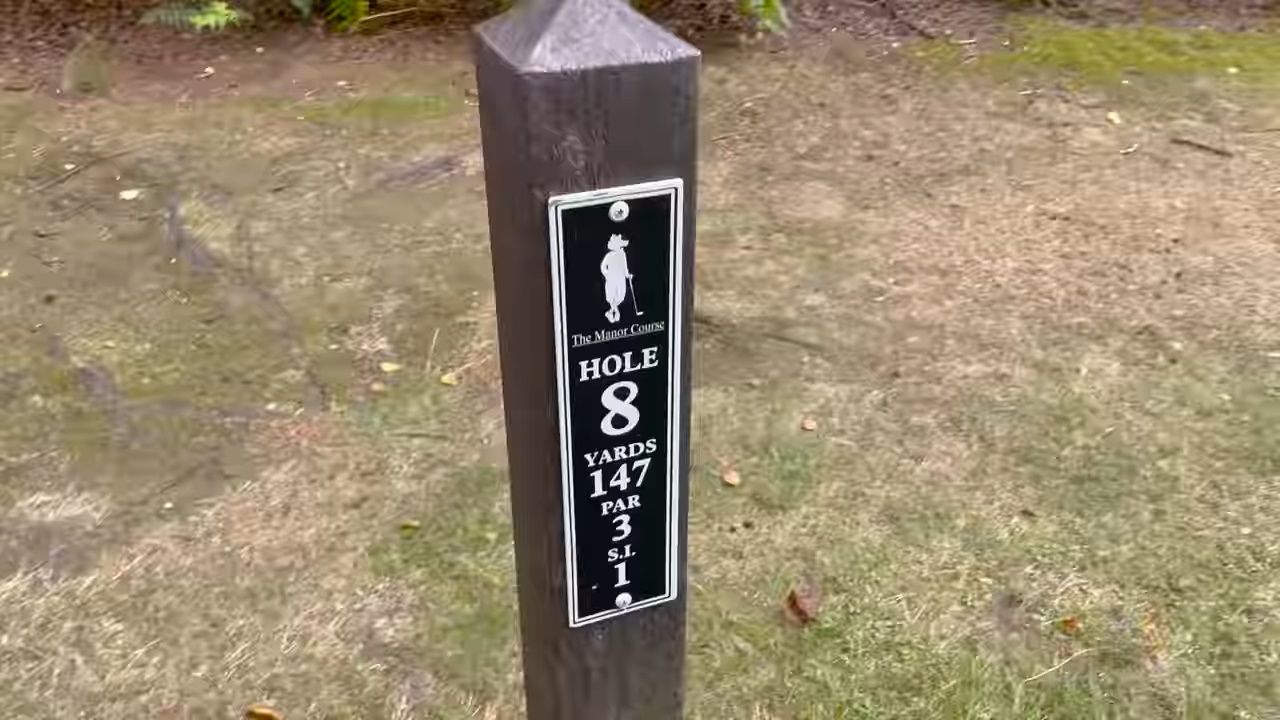 The Manor Course
HOLE
8
YARDS
147
PAR
3
S.I.
1